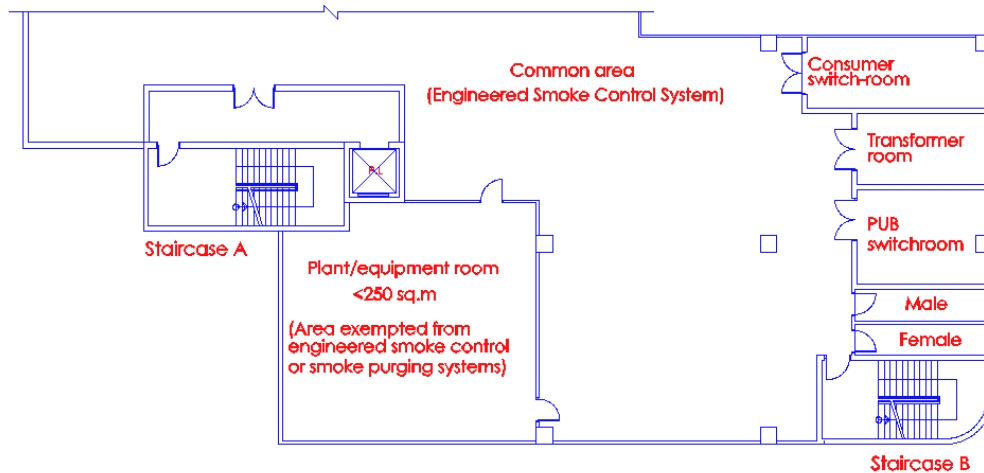 Common area
(Engineered Smoke Control System)
Consumer
switch-room
Transformer
room
PUB
switchroom
Staircase A
Plant/equipment room
<250 sq.m
(Area exempted from
engineered smoke control
or smoke purging systems)
Male
Female
Staircase B